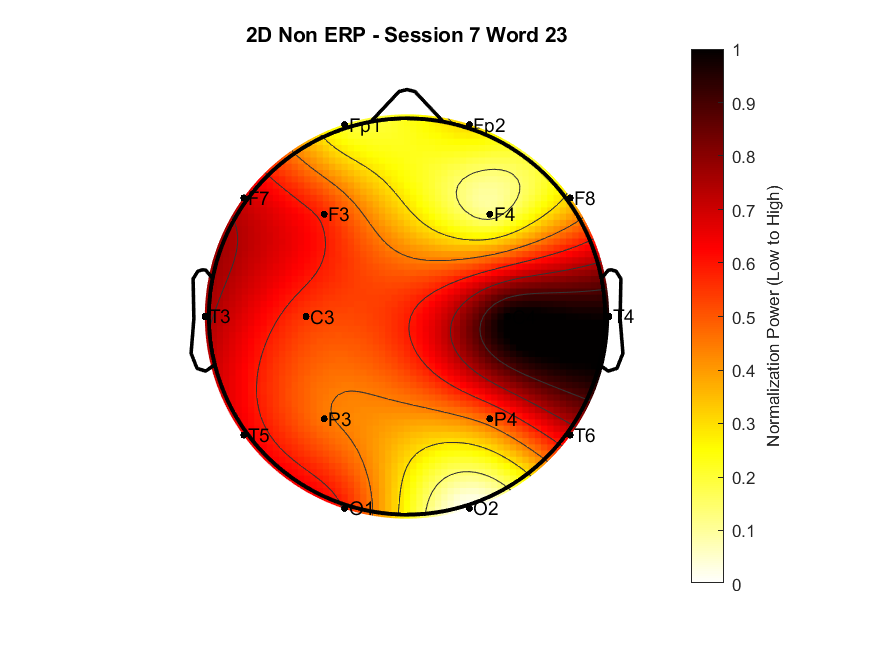 2D Non ERP - Session 7 Word 23
Fp1
Fp2
F7
F3
F4
F8
T3
C3
T4
P3
P4
T5
T6
O1
O2
1
0.9
0.8
0.7
0.6
0.5
0.4
0.3
0.2
0.1
0
Normalization Power (Low to High)